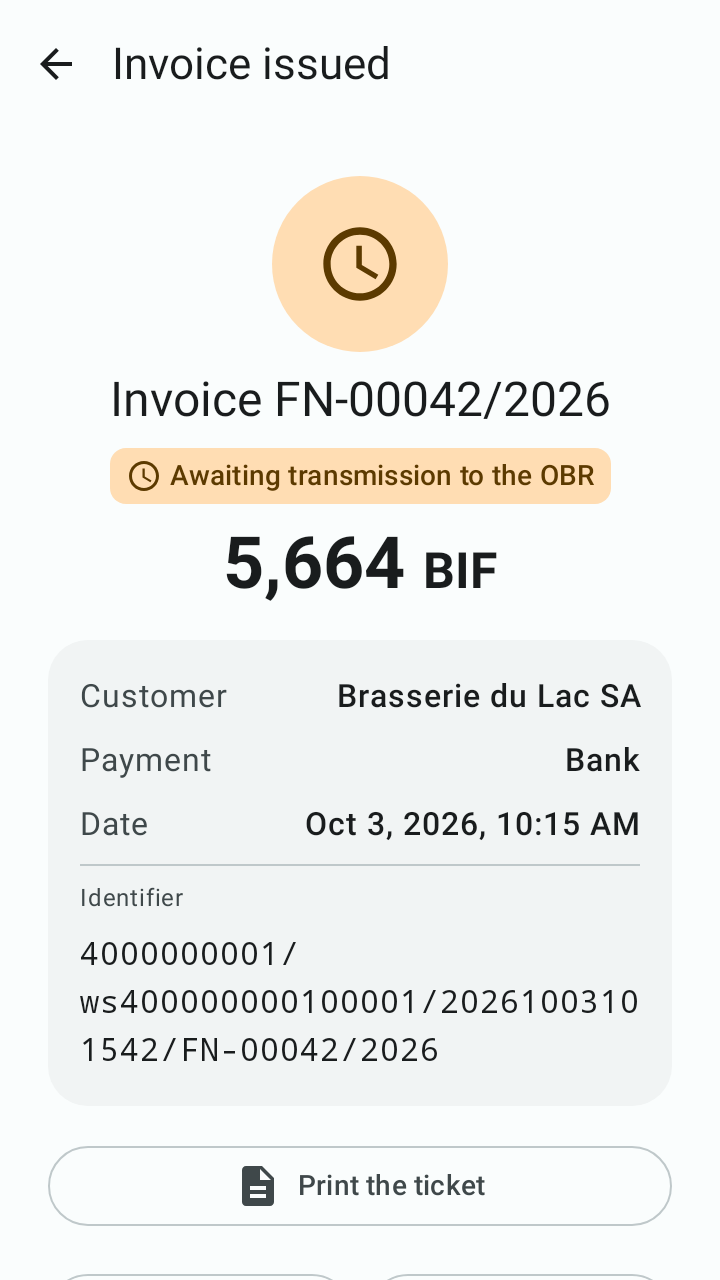 Invoice issued
Invoice FN-00042/2026
Awaiting transmission to the OBR
5,664 BIF
Customer Brasserie du Lac SA
Payment Bank
Date Oct 3, 2026, 10:15 AM
Identifier
4000000001/
ws400000000100001/2026100310
1542/FN-00042/2026
Print the ticket